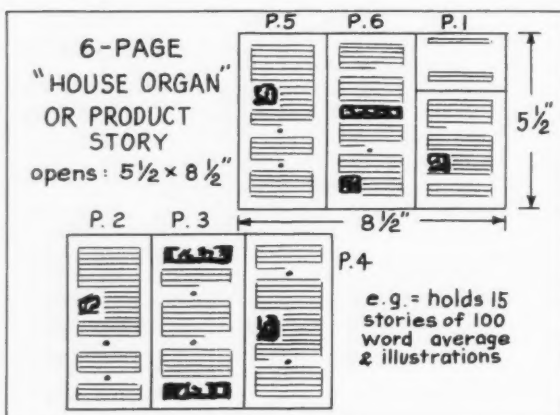 6-PAGE
"HOUSE ORGAN"
OR PRODUCT
STORY
opens: 5½ × 8½"
P.5 P.6 P.1
5½"
8½"
P.2 P.3 P.4
e.g. = holds 15
stories of 100
word average
& illustrations